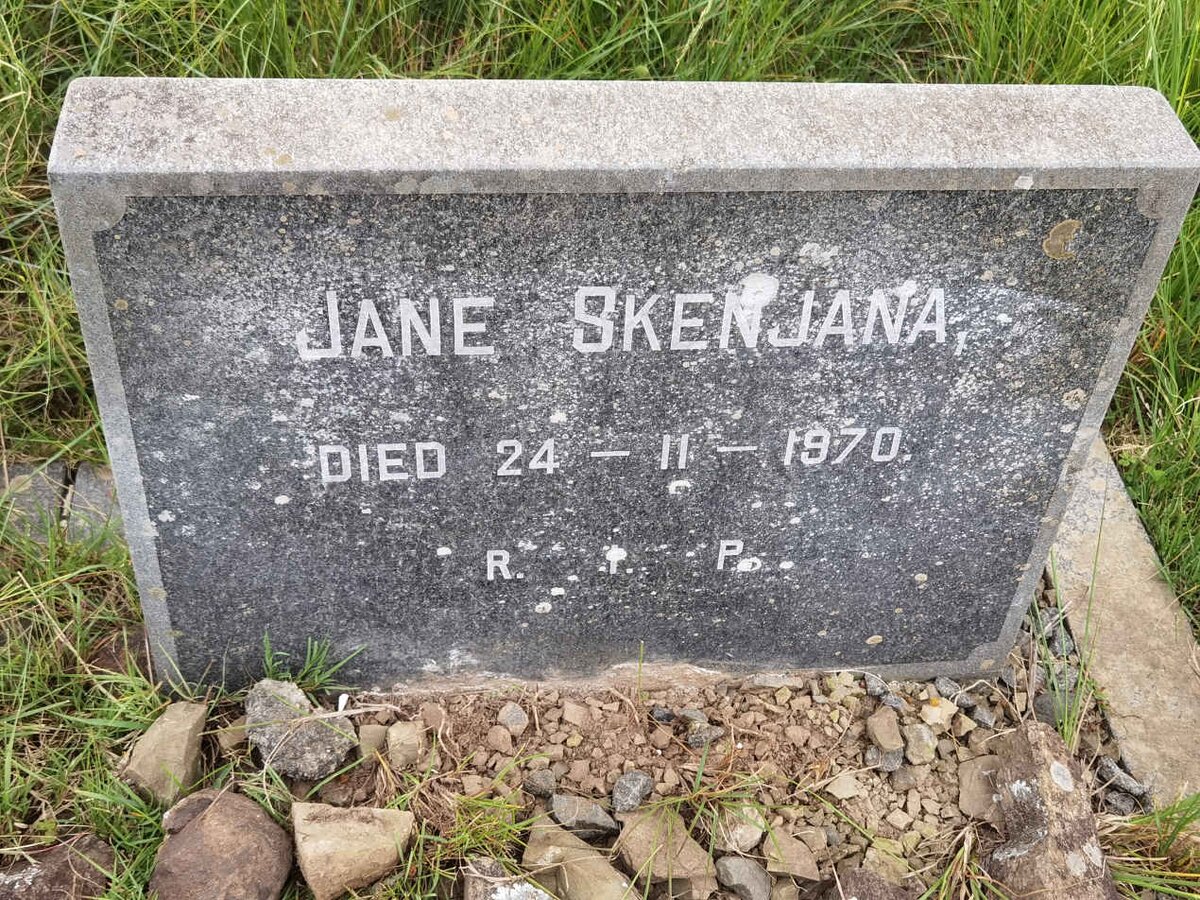 JANE SKENJANA,
DIED 24 – 11 – 1970.
R. I. P.